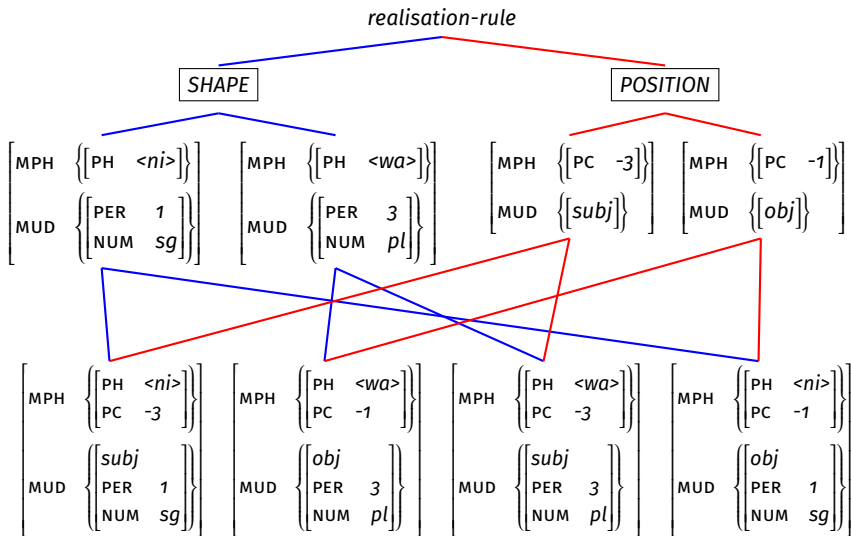 realisation-rule
SHAPE POSITION
MPH {[PH <ni>]} MPH {[PH <wa>]} MPH {[PC -3]} MPH {[PC -1]}
MUD {[PER 1 MUD {[PER 3 MUD {[subj]} MUD {[obj]}
NUM sg]} NUM pl]}
MPH {[PH <ni> MPH {[PH <wa> MPH {[PH <wa> MPH {[PH <ni>
PC -3]} PC -1]} PC -3]} PC -1]}
MUD {[subj MUD {[obj MUD {[subj MUD {[obj
PER 1 PER 3 PER 3 PER 1
NUM sg]} NUM pl]} NUM pl]} NUM sg]}